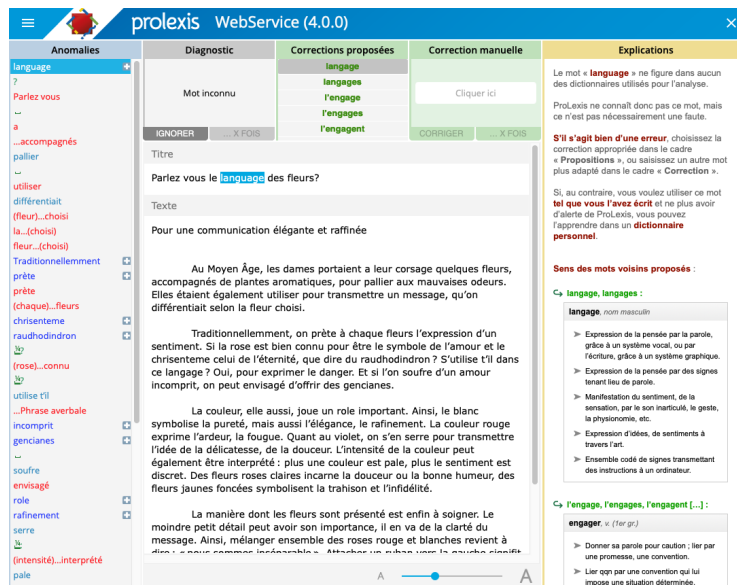 prolexis WebService (4.0.0)
Anomalies
language
?
Parlez vous
a
...accompagnés
pallier
utiliser
différentiait
(fleur)...choisi
la...(choisi)
fleur...(choisi)
Traditionnellemment
prète
prète
(chaque)...fleurs
chrisenteme
raudhodindron
(rose)...connu
utilise t'il
...Phrase averbale
incomprit
gencianes
soufre
envisagé
role
rafinement
serre
(intensité)...interprété
pale
Diagnostic
Mot inconnu
IGNORER
... X FOIS
Corrections proposées
langage
langages
l'engage
l'engages
l'engagent
Correction manuelle
Cliquer ici
CORRIGER
... X FOIS
Titre
Parlez vous le language des fleurs?
Texte
Pour une communication élégante et raffinée
Au Moyen Âge, les dames portaient a leur corsage quelques fleurs,
accompagnés de plantes aromatiques, pour pallier aux mauvaises odeurs.
Elles étaient également utiliser pour transmettre un message, qu'on
différentiait selon la fleur choisi.
Traditionnellemment, on prète à chaque fleurs l'expression d'un
sentiment. Si la rose est bien connu pour être le symbole de l'amour et le
chrisenteme celui de l'éternité, que dire du raudhodindron ? S'utilise t'il dans
ce langage ? Oui, pour exprimer le danger. Et si l'on soufre d'un amour
incomprit, on peut envisagé d'offrir des gencianes.
La couleur, elle aussi, joue un role important. Ainsi, le blanc
symbolise la pureté, mais aussi l'élégance, le rafinement. La couleur rouge
exprime l'ardeur, la fougue. Quant au violet, on s'en serre pour transmettre
l'idée de la délicatesse, de la douceur. L'intensité de la couleur peut
également être interprété : plus une couleur est pale, plus le sentiment est
discret. Des fleurs roses claires incarne la douceur ou la bonne humeur, des
fleurs jaunes foncées symbolisent la trahison et l'infidélité.
La manière dont les fleurs sont présenté est enfin à soigner. Le
moindre petit détail peut avoir son importance, il en va de la clarté du
message. Ainsi, mélanger ensemble des roses rouge et blanches revient à
dire : « nous sommes inséparable ». Attacher un ruban vers la gauche signifit
A
A
Explications
Le mot « language » ne figure dans aucun
des dictionnaires utilisés pour l'analyse.
ProLexis ne connaît donc pas ce mot, mais
ce n'est pas nécessairement une faute.
S'il s'agit bien d'une erreur, choisissez la
correction appropriée dans le cadre
« Propositions », ou saisissez un autre mot
plus adapté dans le cadre « Correction ».
Si, au contraire, vous voulez utiliser ce mot
tel que vous l'avez écrit et ne plus avoir
d'alerte de ProLexis, vous pouvez
l'apprendre dans un dictionnaire
personnel.
Sens des mots voisins proposés :
langage, langages :
langage, nom masculin
Expression de la pensée par la parole,
grâce à un système vocal, ou par
l'écriture, grâce à un système graphique.
Expression de la pensée par des signes
tenant lieu de parole.
Manifestation du sentiment, de la
sensation, par le son inarticulé, le geste,
la physionomie, etc.
Expression d'idées, de sentiments à
travers l'art.
Ensemble codé de signes transmettant
des instructions à un ordinateur.
l'engage, l'engages, l'engagent [...] :
engager, v. (1er gr.)
Donner sa parole pour caution ; lier par
une promesse, une convention.
Lier qqn par une convention qui lui
impose une situation déterminée.